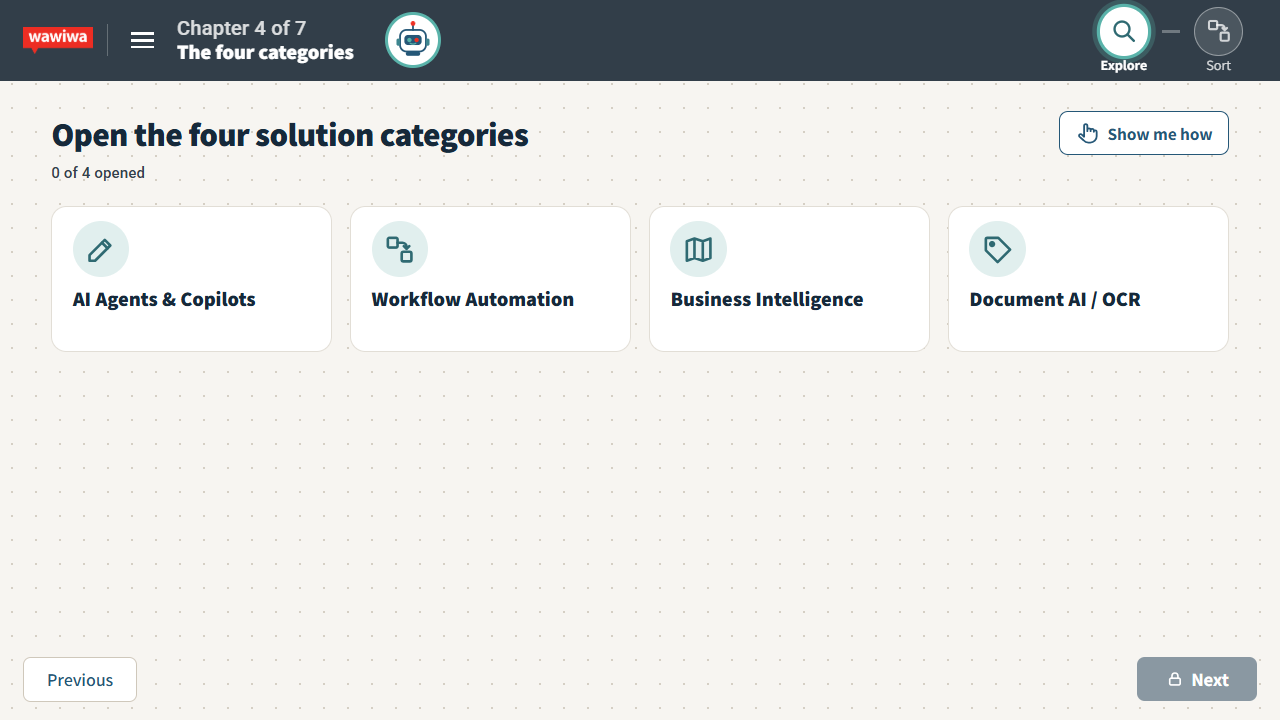 wawiwa
Chapter 4 of 7
The four categories
Explore
Sort
Open the four solution categories
Show me how
0 of 4 opened
AI Agents & Copilots
Workflow Automation
Business Intelligence
Document AI / OCR
Previous
Next